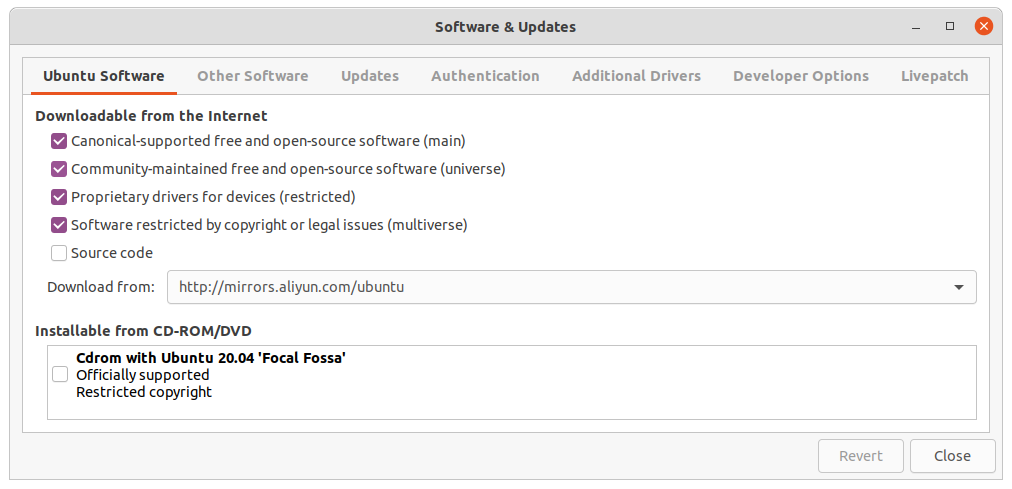 Software & Updates
Ubuntu Software Other Software Updates Authentication Additional Drivers Developer Options Livepatch
Downloadable from the Internet
Canonical-supported free and open-source software (main)
Community-maintained free and open-source software (universe)
Proprietary drivers for devices (restricted)
Software restricted by copyright or legal issues (multiverse)
Source code
Download from: http://mirrors.aliyun.com/ubuntu
Installable from CD-ROM/DVD
Cdrom with Ubuntu 20.04 'Focal Fossa'
Officially supported
Restricted copyright
Revert Close